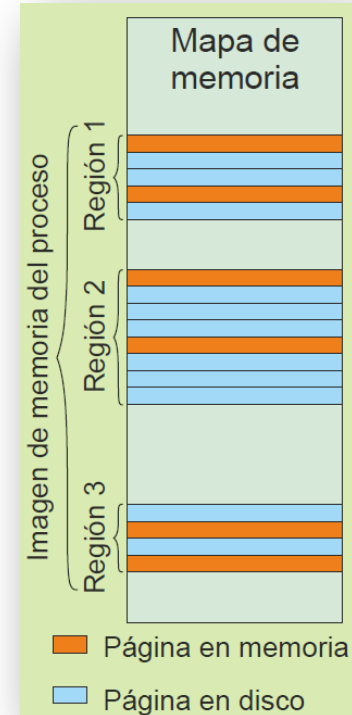 Mapa de
memoria
Imagen de memoria del proceso
Región 1
Región 2
Región 3
Página en memoria
Página en disco